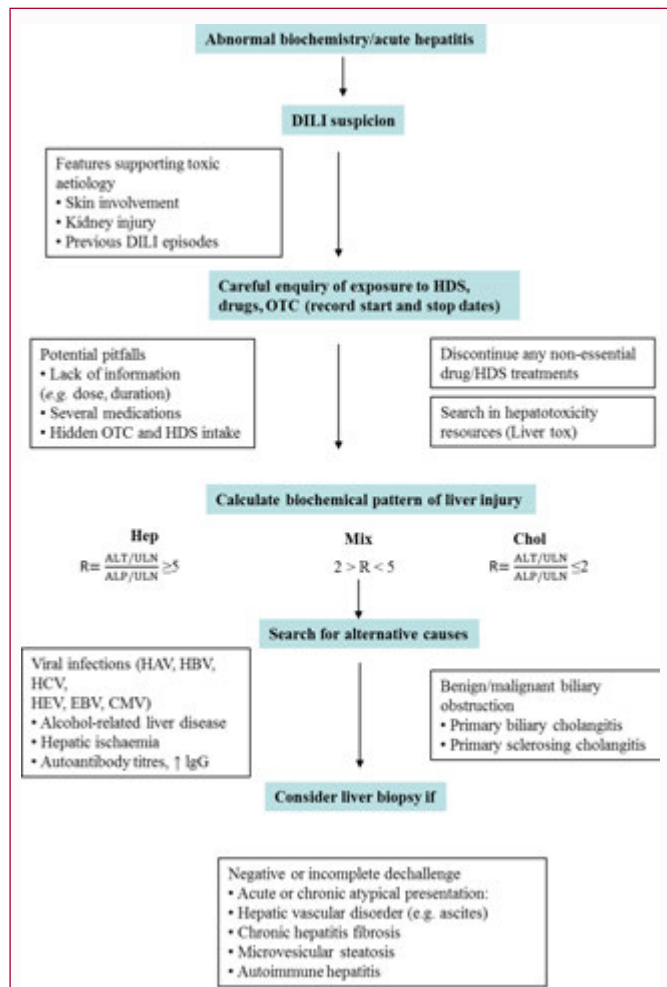 Abnormal biochemistry/acute hepatitis
DILI suspicion
Features supporting toxic
aetiology
• Skin involvement
• Kidney injury
• Previous DILI episodes
Careful enquiry of exposure to HDS,
drugs, OTC (record start and stop dates)
Potential pitfalls
• Lack of information
(e.g. dose, duration)
• Several medications
• Hidden OTC and HDS intake
Discontinue any non-essential
drug/HDS treatments
Search in hepatotoxicity
resources (Liver tox)
Calculate biochemical pattern of liver injury
Hep
R= ALT/ULN
ALP/ULN ≥5
Mix
2 > R < 5
Chol
R= ALT/ULN
ALP/ULN ≤2
Search for alternative causes
Viral infections (HAV, HBV,
HCV,
HEV, EBV, CMV)
• Alcohol-related liver disease
• Hepatic ischaemia
• Autoantibody titres, ↑ IgG
Benign/malignant biliary
obstruction
• Primary biliary cholangitis
• Primary sclerosing cholangitis
Consider liver biopsy if
Negative or incomplete dechallenge
• Acute or chronic atypical presentation:
• Hepatic vascular disorder (e.g. ascites)
• Chronic hepatitis fibrosis
• Microvesicular steatosis
• Autoimmune hepatitis